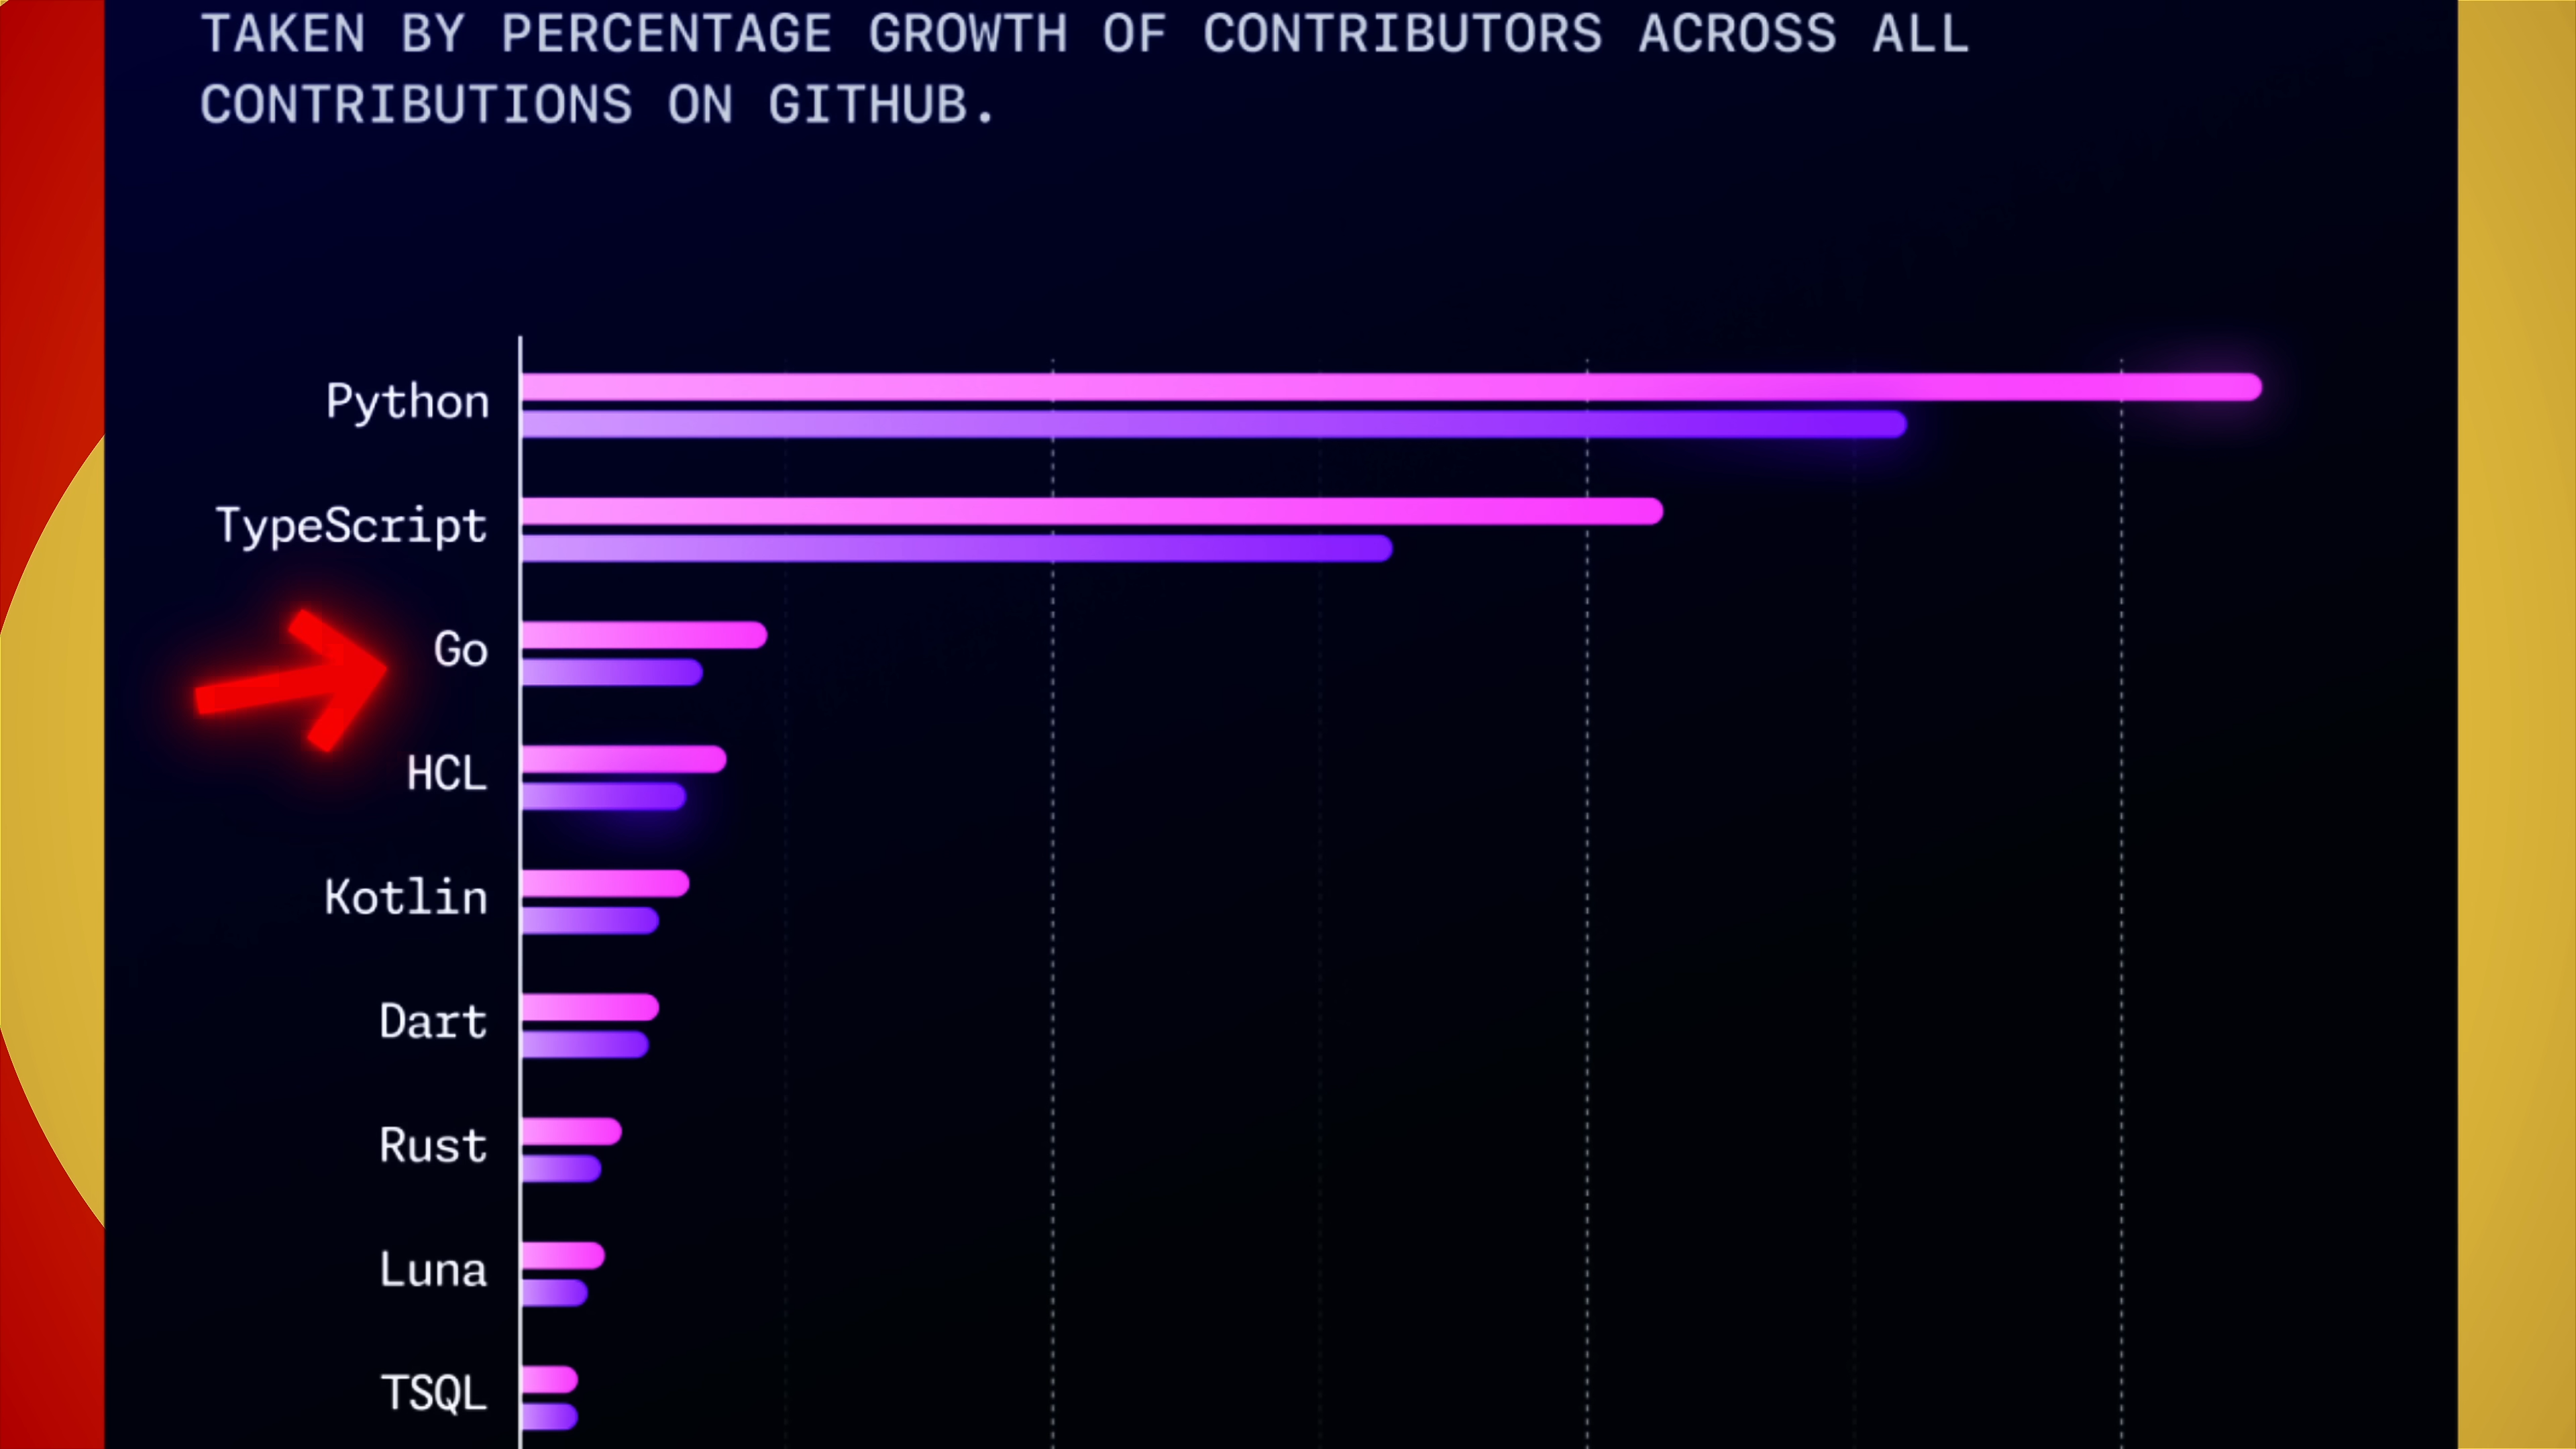 TAKEN BY PERCENTAGE GROWTH OF CONTRIBUTORS ACROSS ALL
CONTRIBUTIONS ON GITHUB.
Python
TypeScript
Go
HCL
Kotlin
Dart
Rust
Luna
TSQL